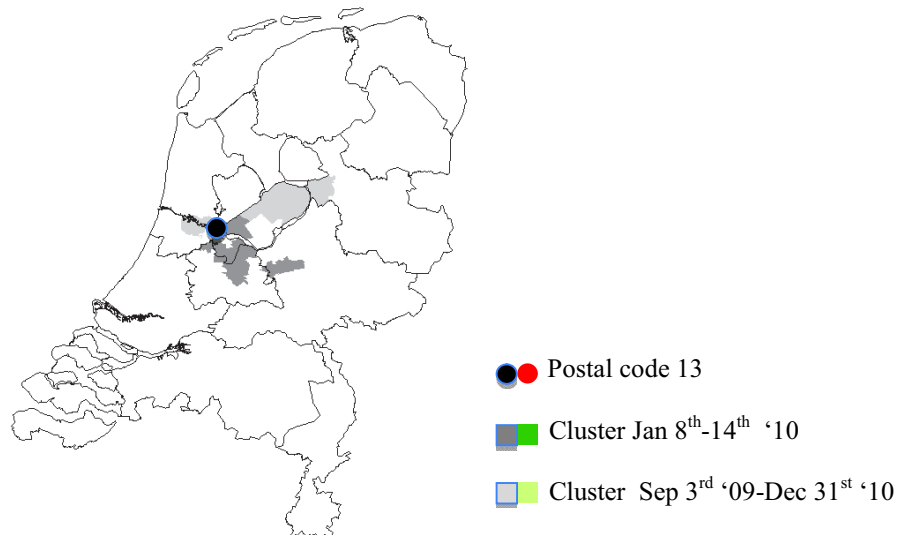 Postal code 13
Cluster Jan 8th-14th ‘10
Cluster Sep 3rd ‘09-Dec 31st ‘10